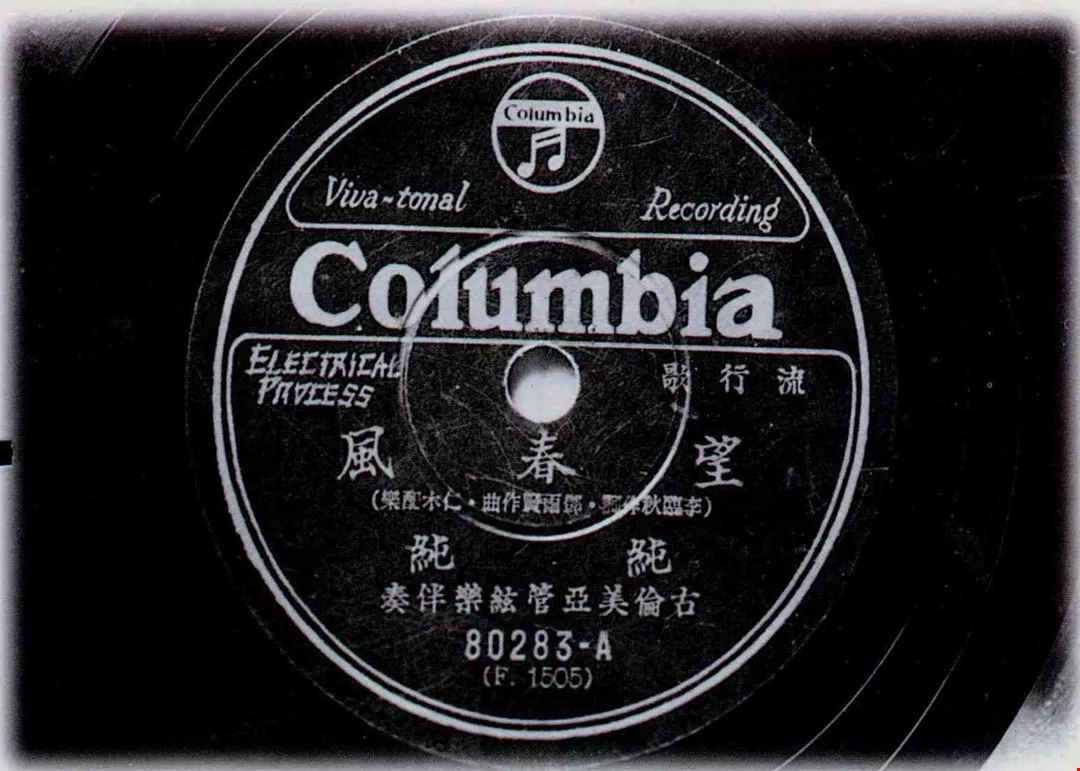 Columbia
Viva-tonal Recording
Columbia
ELECTRICAL
PROCESS
流行歌
望春風
(李臨秋作詞・鄧雨賢作曲・仁木配樂)
純純
古倫美亞管絃樂伴奏
80283-A
(F. 1505)